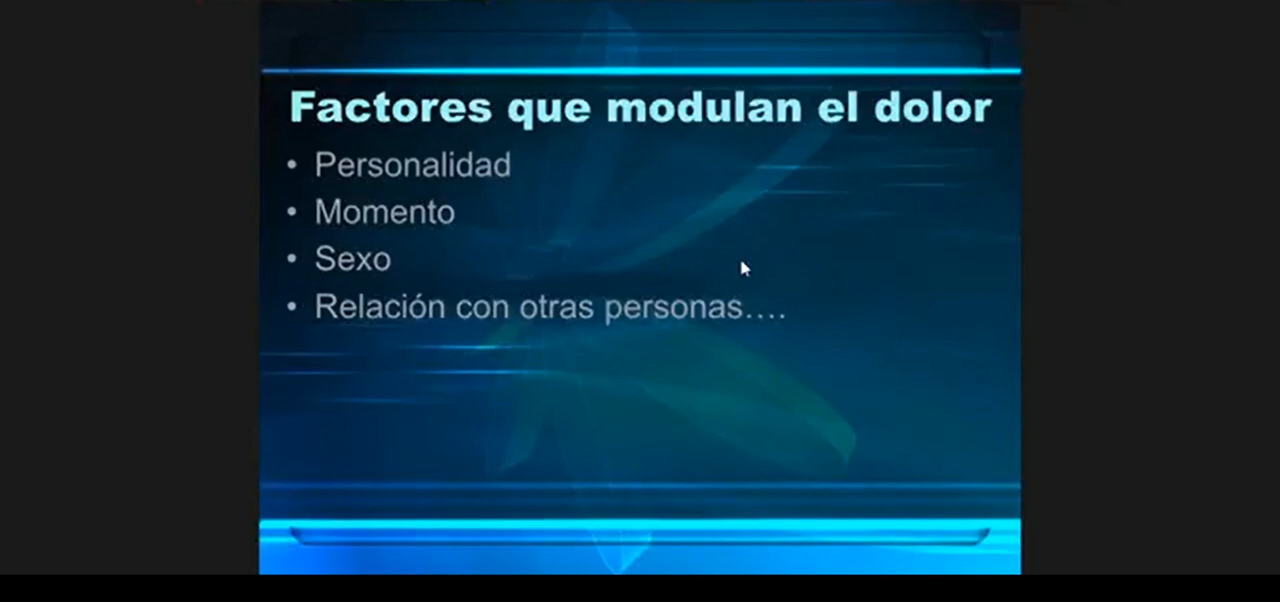 Factores que modulan el dolor
• Personalidad
• Momento
• Sexo
• Relación con otras personas....